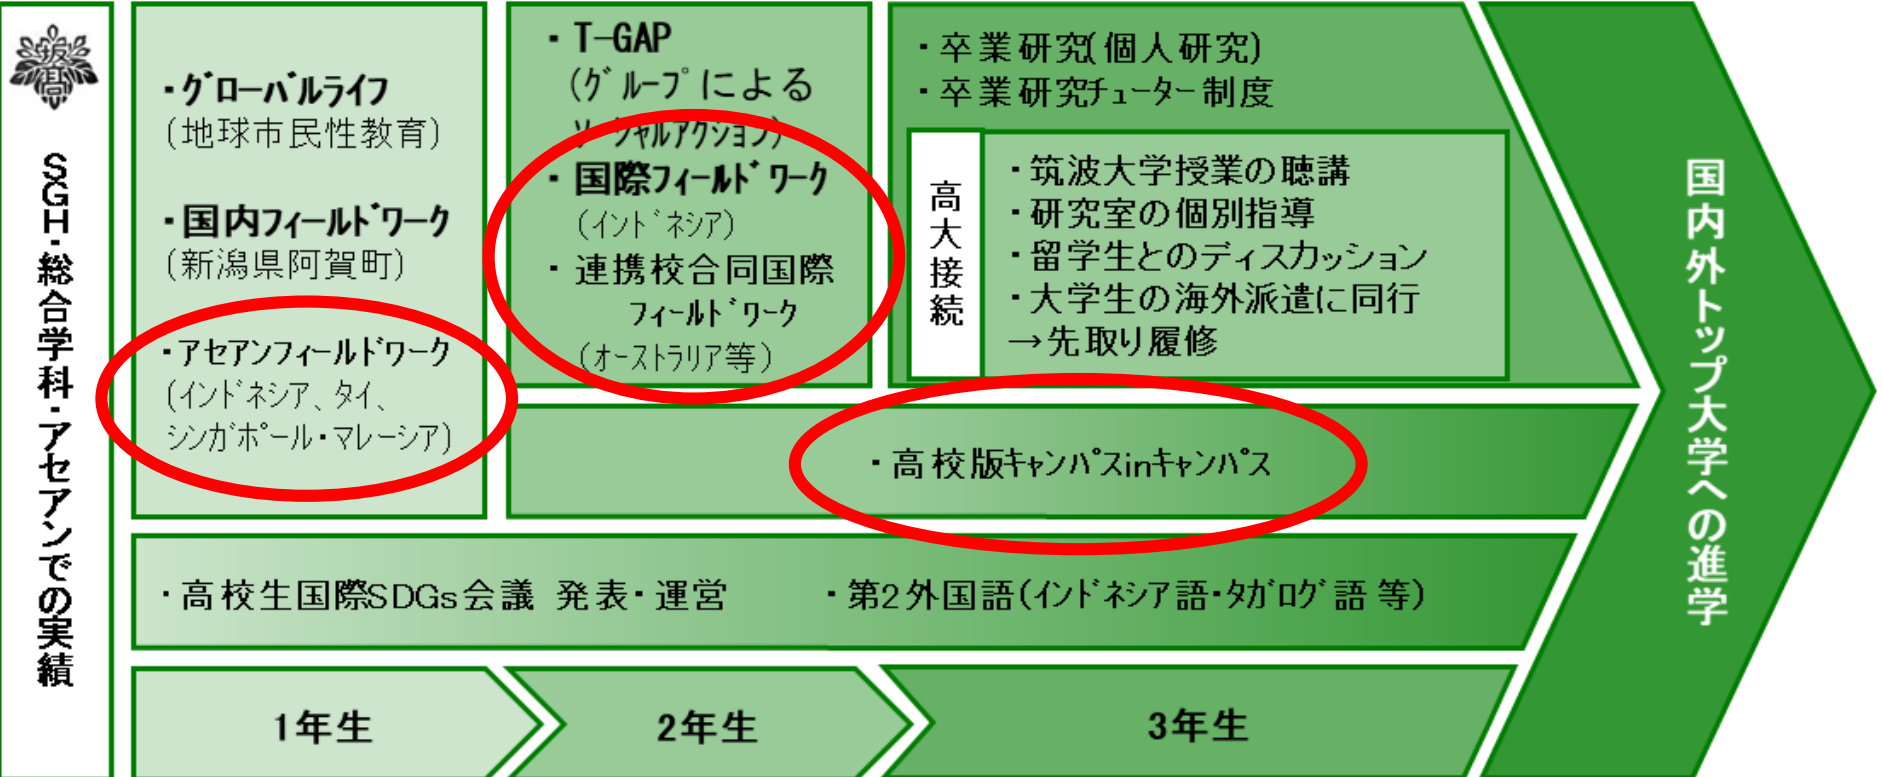 坂高
SGH・総合学科・アセアンでの実績
・グローバルライフ
(地球市民性教育)
・国内フィールドワーク
(新潟県阿賀町)
・アセアンフィールドワーク
(インドネシア、タイ、
シンガポール・マレーシア)
・T-GAP
(グループによる
ソーシャルアクション)
・国際フィールドワーク
(インドネシア)
・連携校合同国際
フィールドワーク
(オーストラリア等)
・卒業研究(個人研究)
・卒業研究チューター制度
高大接続
・筑波大学授業の聴講
・研究室の個別指導
・留学生とのディスカッション
・大学生の海外派遣に同行
→先取り履修
・高校版キャンパスinキャンパス
・高校生国際SDGs会議 発表・運営 ・第2外国語(インドネシア語・タガログ語 等)
1年生
2年生
3年生
国内外トップ大学への進学